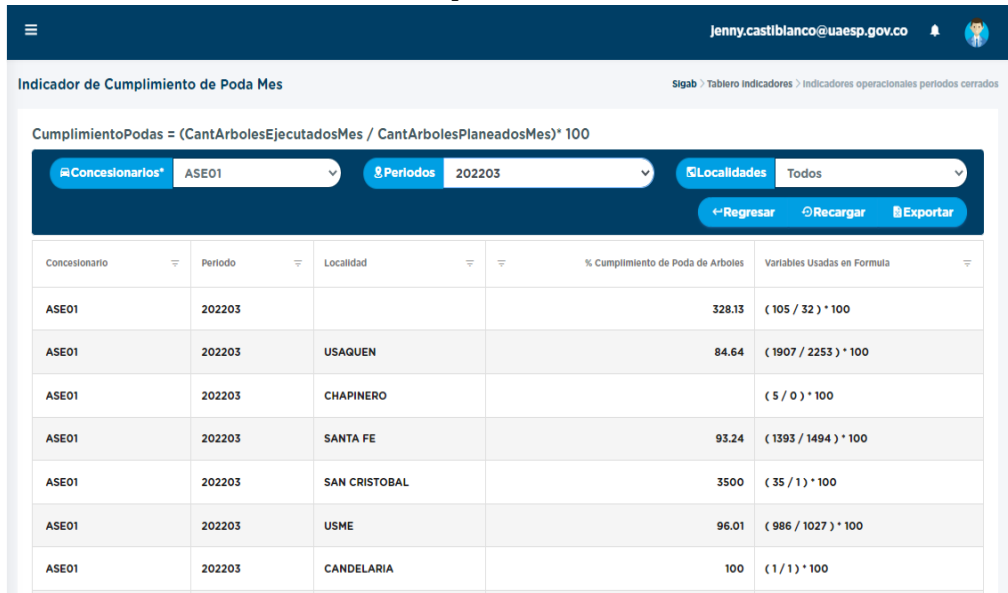 jenny.castiblanco@uaesp.gov.co
Indicador de Cumplimiento de Poda Mes
Sigab > Tablero Indicadores > Indicadores operacionales periodos cerrados
CumplimientoPodas = (CantArbolesEjecutadosMes / CantArbolesPlaneadosMes)* 100
Concesionarios* ASE01 Periodos 202203 Localidades Todos
Regresar Recargar Exportar
Concesionario Periodo Localidad % Cumplimiento de Poda de Arboles Variables Usadas en Formula
ASE01 202203 328.13 ( 105 / 32 ) * 100
ASE01 202203 USAQUEN 84.64 ( 1907 / 2253 ) * 100
ASE01 202203 CHAPINERO ( 5 / 0 ) * 100
ASE01 202203 SANTA FE 93.24 ( 1393 / 1494 ) * 100
ASE01 202203 SAN CRISTOBAL 3500 ( 35 / 1 ) * 100
ASE01 202203 USME 96.01 ( 986 / 1027 ) * 100
ASE01 202203 CANDELARIA 100 ( 1 / 1 ) * 100